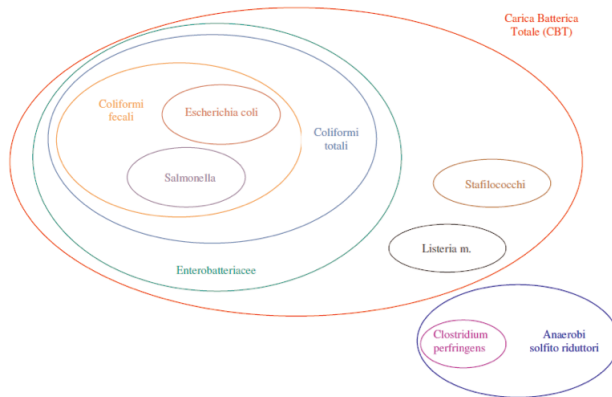 Carica Batterica
Totale (CBT)
Coliformi
fecali
Escherichia coli
Coliformi
totali
Salmonella
Stafilococchi
Listeria m.
Enterobatteriacee
Clostridium
perfringens
Anaerobi
solfito riduttori